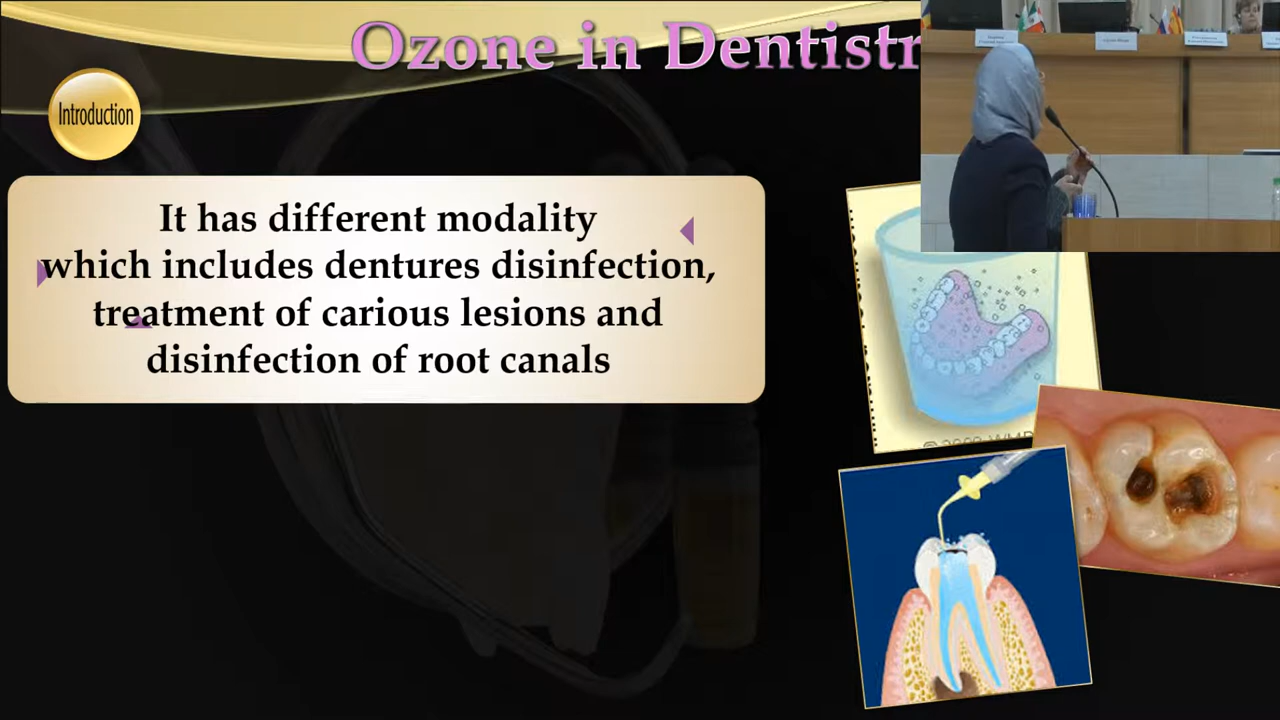 Ozone in Dentistr
Introduction
It has different modality
which includes dentures disinfection,
treatment of carious lesions and
disinfection of root canals